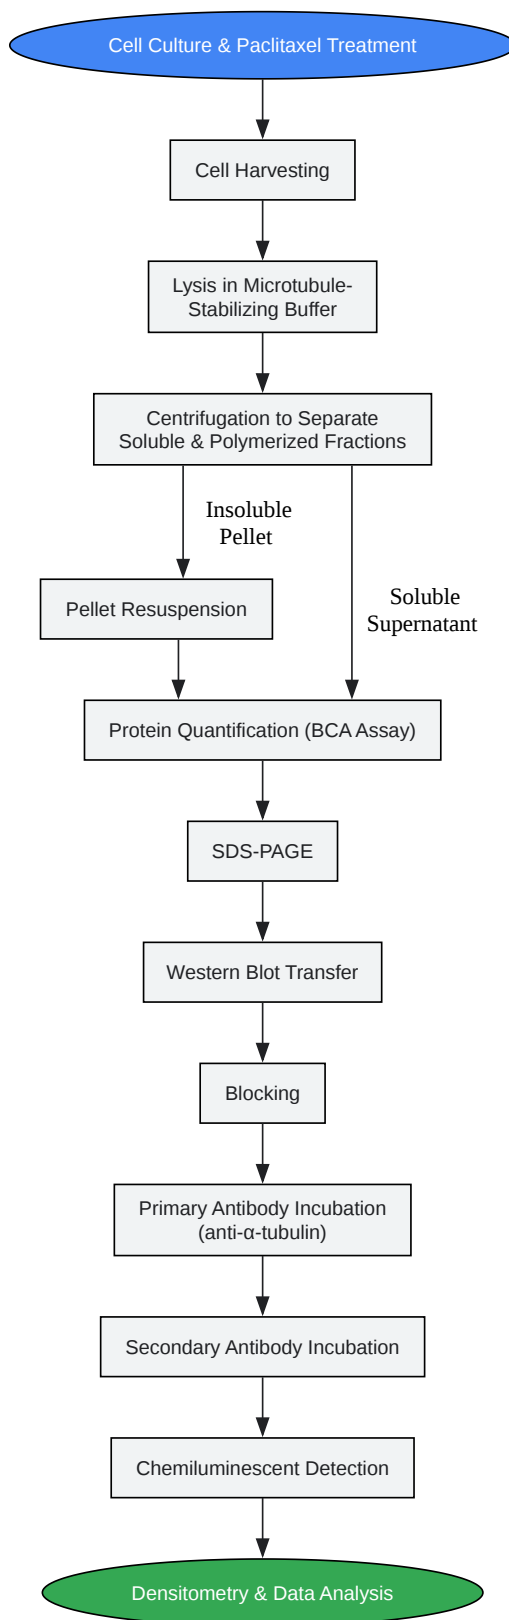 Cell Culture & Paclitaxel Treatment
Cell Harvesting
Lysis in Microtubule-
Stabilizing Buffer
Centrifugation to Separate
Soluble & Polymerized Fractions
Insoluble
Pellet
Pellet Resuspension
Soluble
Supernatant
Protein Quantification (BCA Assay)
SDS-PAGE
Western Blot Transfer
Blocking
Primary Antibody Incubation
(anti-α-tubulin)
Secondary Antibody Incubation
Chemiluminescent Detection
Densitometry & Data Analysis